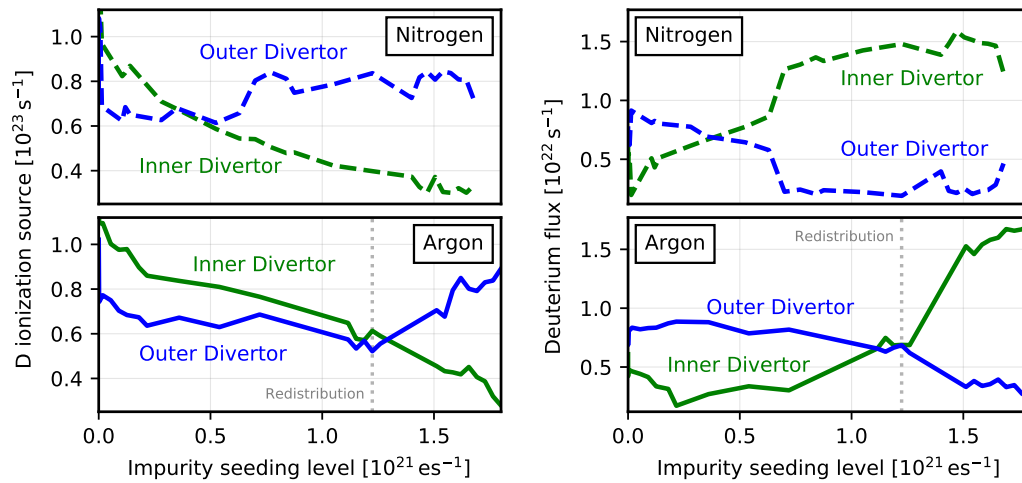 D ionization source [10²³ s⁻¹]
1.0
0.8
0.6
0.4
Nitrogen
Outer Divertor
Inner Divertor
1.0
0.8
0.6
0.4
Argon
Inner Divertor
Outer Divertor
Redistribution
0.0 0.5 1.0 1.5
Impurity seeding level [10²¹ es⁻¹]
Deuterium flux [10²² s⁻¹]
1.5
1.0
0.5
Nitrogen
Inner Divertor
Outer Divertor
1.5
1.0
0.5
Argon
Redistribution
Outer Divertor
Inner Divertor
0.0 0.5 1.0 1.5
Impurity seeding level [10²¹ es⁻¹]